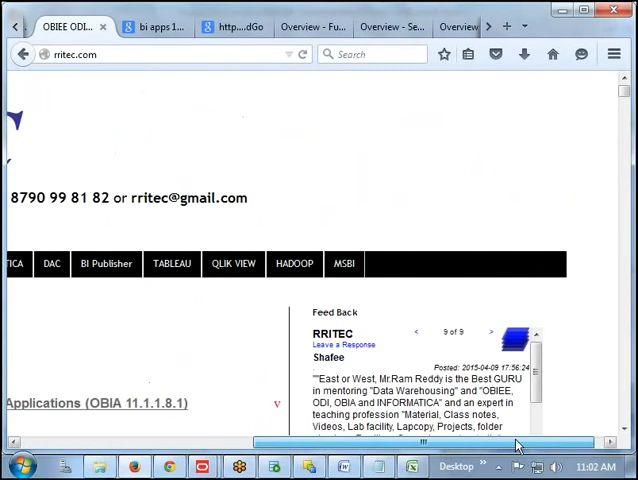 OBIEE ODI...
bi apps 1...
http....dGo
Overview - Fu...
Overview - Se...
Overview
rritec.com
Search
8790 99 81 82 or rritec@gmail.com
TICA
DAC
BI Publisher
TABLEAU
QLIK VIEW
HADOOP
MSBI
Feed Back
RRITEC
< 9 of 9 >
Leave a Response
Shafee
Posted: 2015-04-09 17:56:24
""East or West, Mr.Ram Reddy is the Best GURU
in mentoring "Data Warehousing" and "OBIEE,
ODI, OBIA and INFORMATICA" and an expert in
teaching profession "Material, Class notes,
Videos, Lab facility, Lapcopy, Projects, folder
Applications (OBIA 11.1.1.8.1)
v
Desktop
11:02 AM